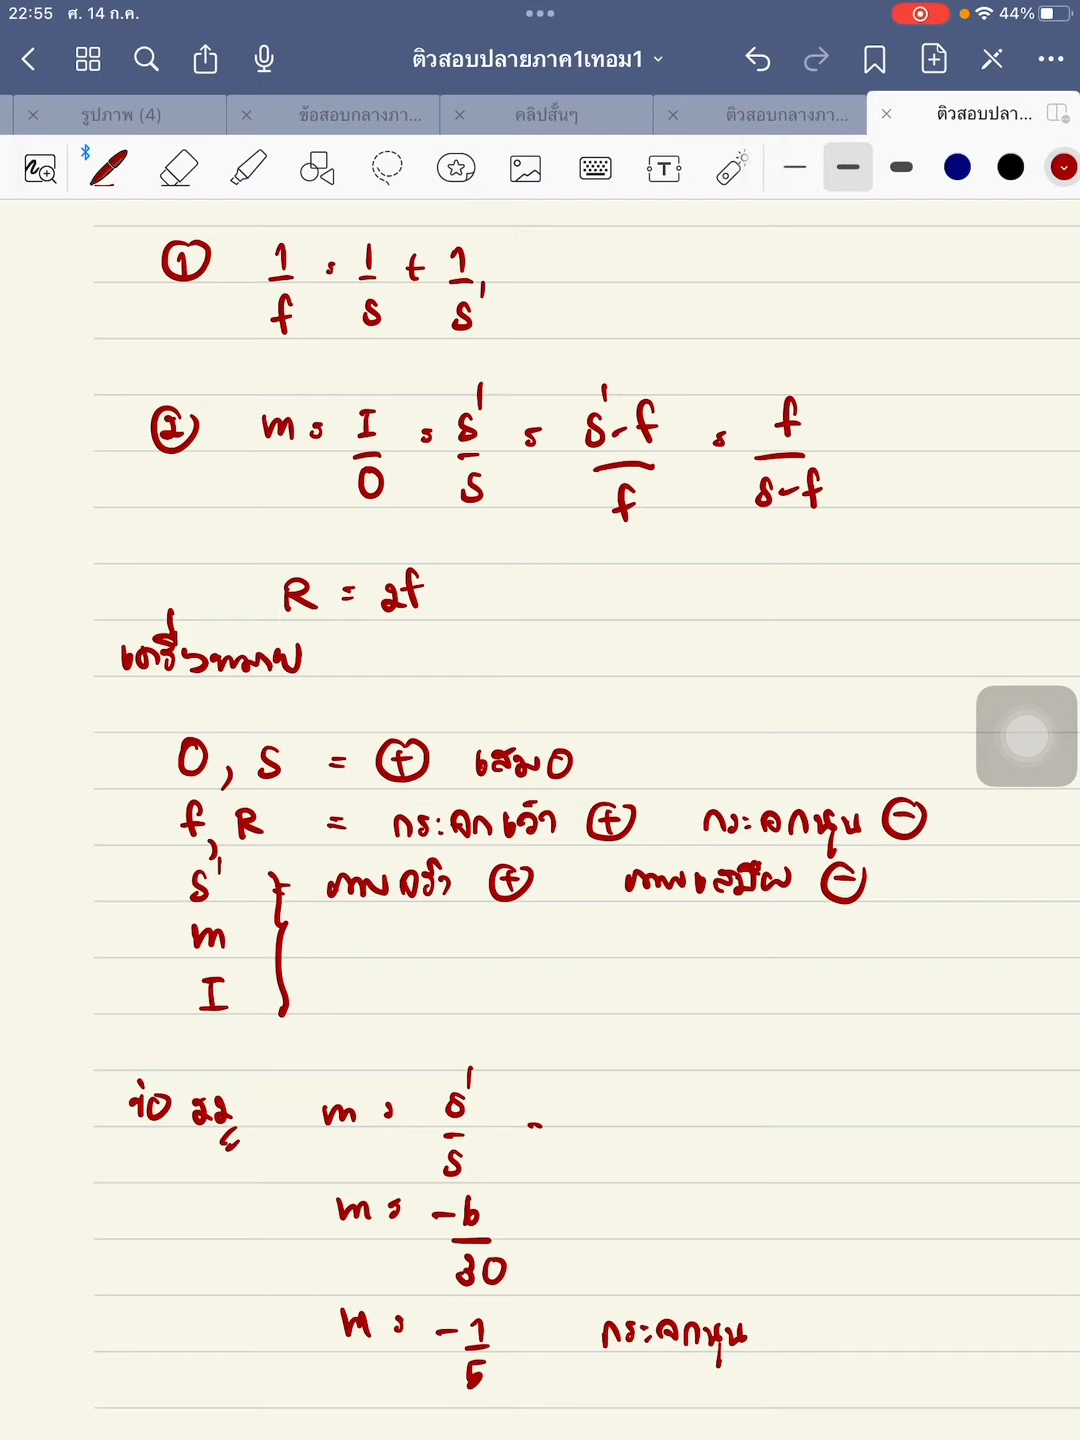 22:55 ศ. 14 ก.ค. 44%
ติวสอบปลายภาค1เทอม1
รูปภาพ (4) ข้อสอบกลางภา... คลิปสั้นๆ ติวสอบกลางภา... ติวสอบปลา...
① 1/f = 1/s + 1/s'
② m = I/O = s'/s = s'-f/f = f/s-f
R = 2f
เครื่องหมาย
O, S = ⊕ เสมอ
f, R = กระจกเว้า ⊕ กระจกนูน ⊖
s' = ภาพจริง ⊕ ภาพเสมือน ⊖
m
I
ข้อ 22 m = s'/s -
m = -6/30
m = -1/5 กระจกนูน